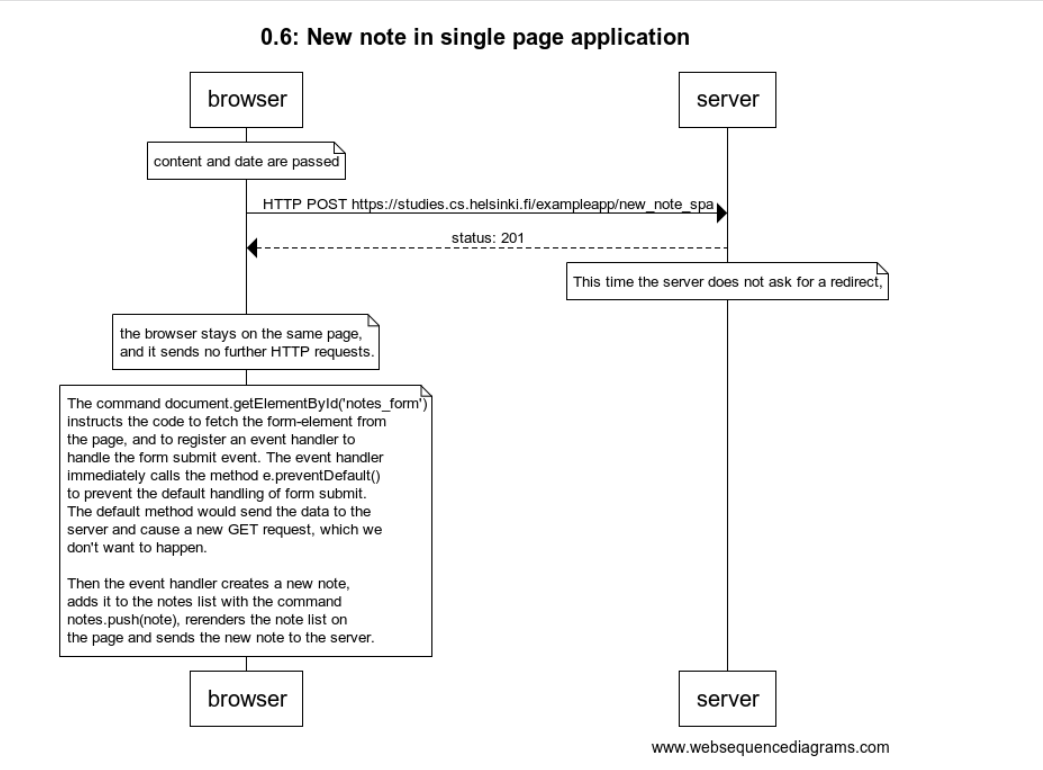 0.6: New note in single page application
browser
server
content and date are passed
HTTP POST https://studies.cs.helsinki.fi/exampleapp/new_note_spa
status: 201
This time the server does not ask for a redirect,
the browser stays on the same page,
and it sends no further HTTP requests.
The command document.getElementById('notes_form')
instructs the code to fetch the form-element from
the page, and to register an event handler to
handle the form submit event. The event handler
immediately calls the method e.preventDefault()
to prevent the default handling of form submit.
The default method would send the data to the
server and cause a new GET request, which we
don't want to happen.
Then the event handler creates a new note,
adds it to the notes list with the command
notes.push(note), rerenders the note list on
the page and sends the new note to the server.
browser
server
www.websequencediagrams.com